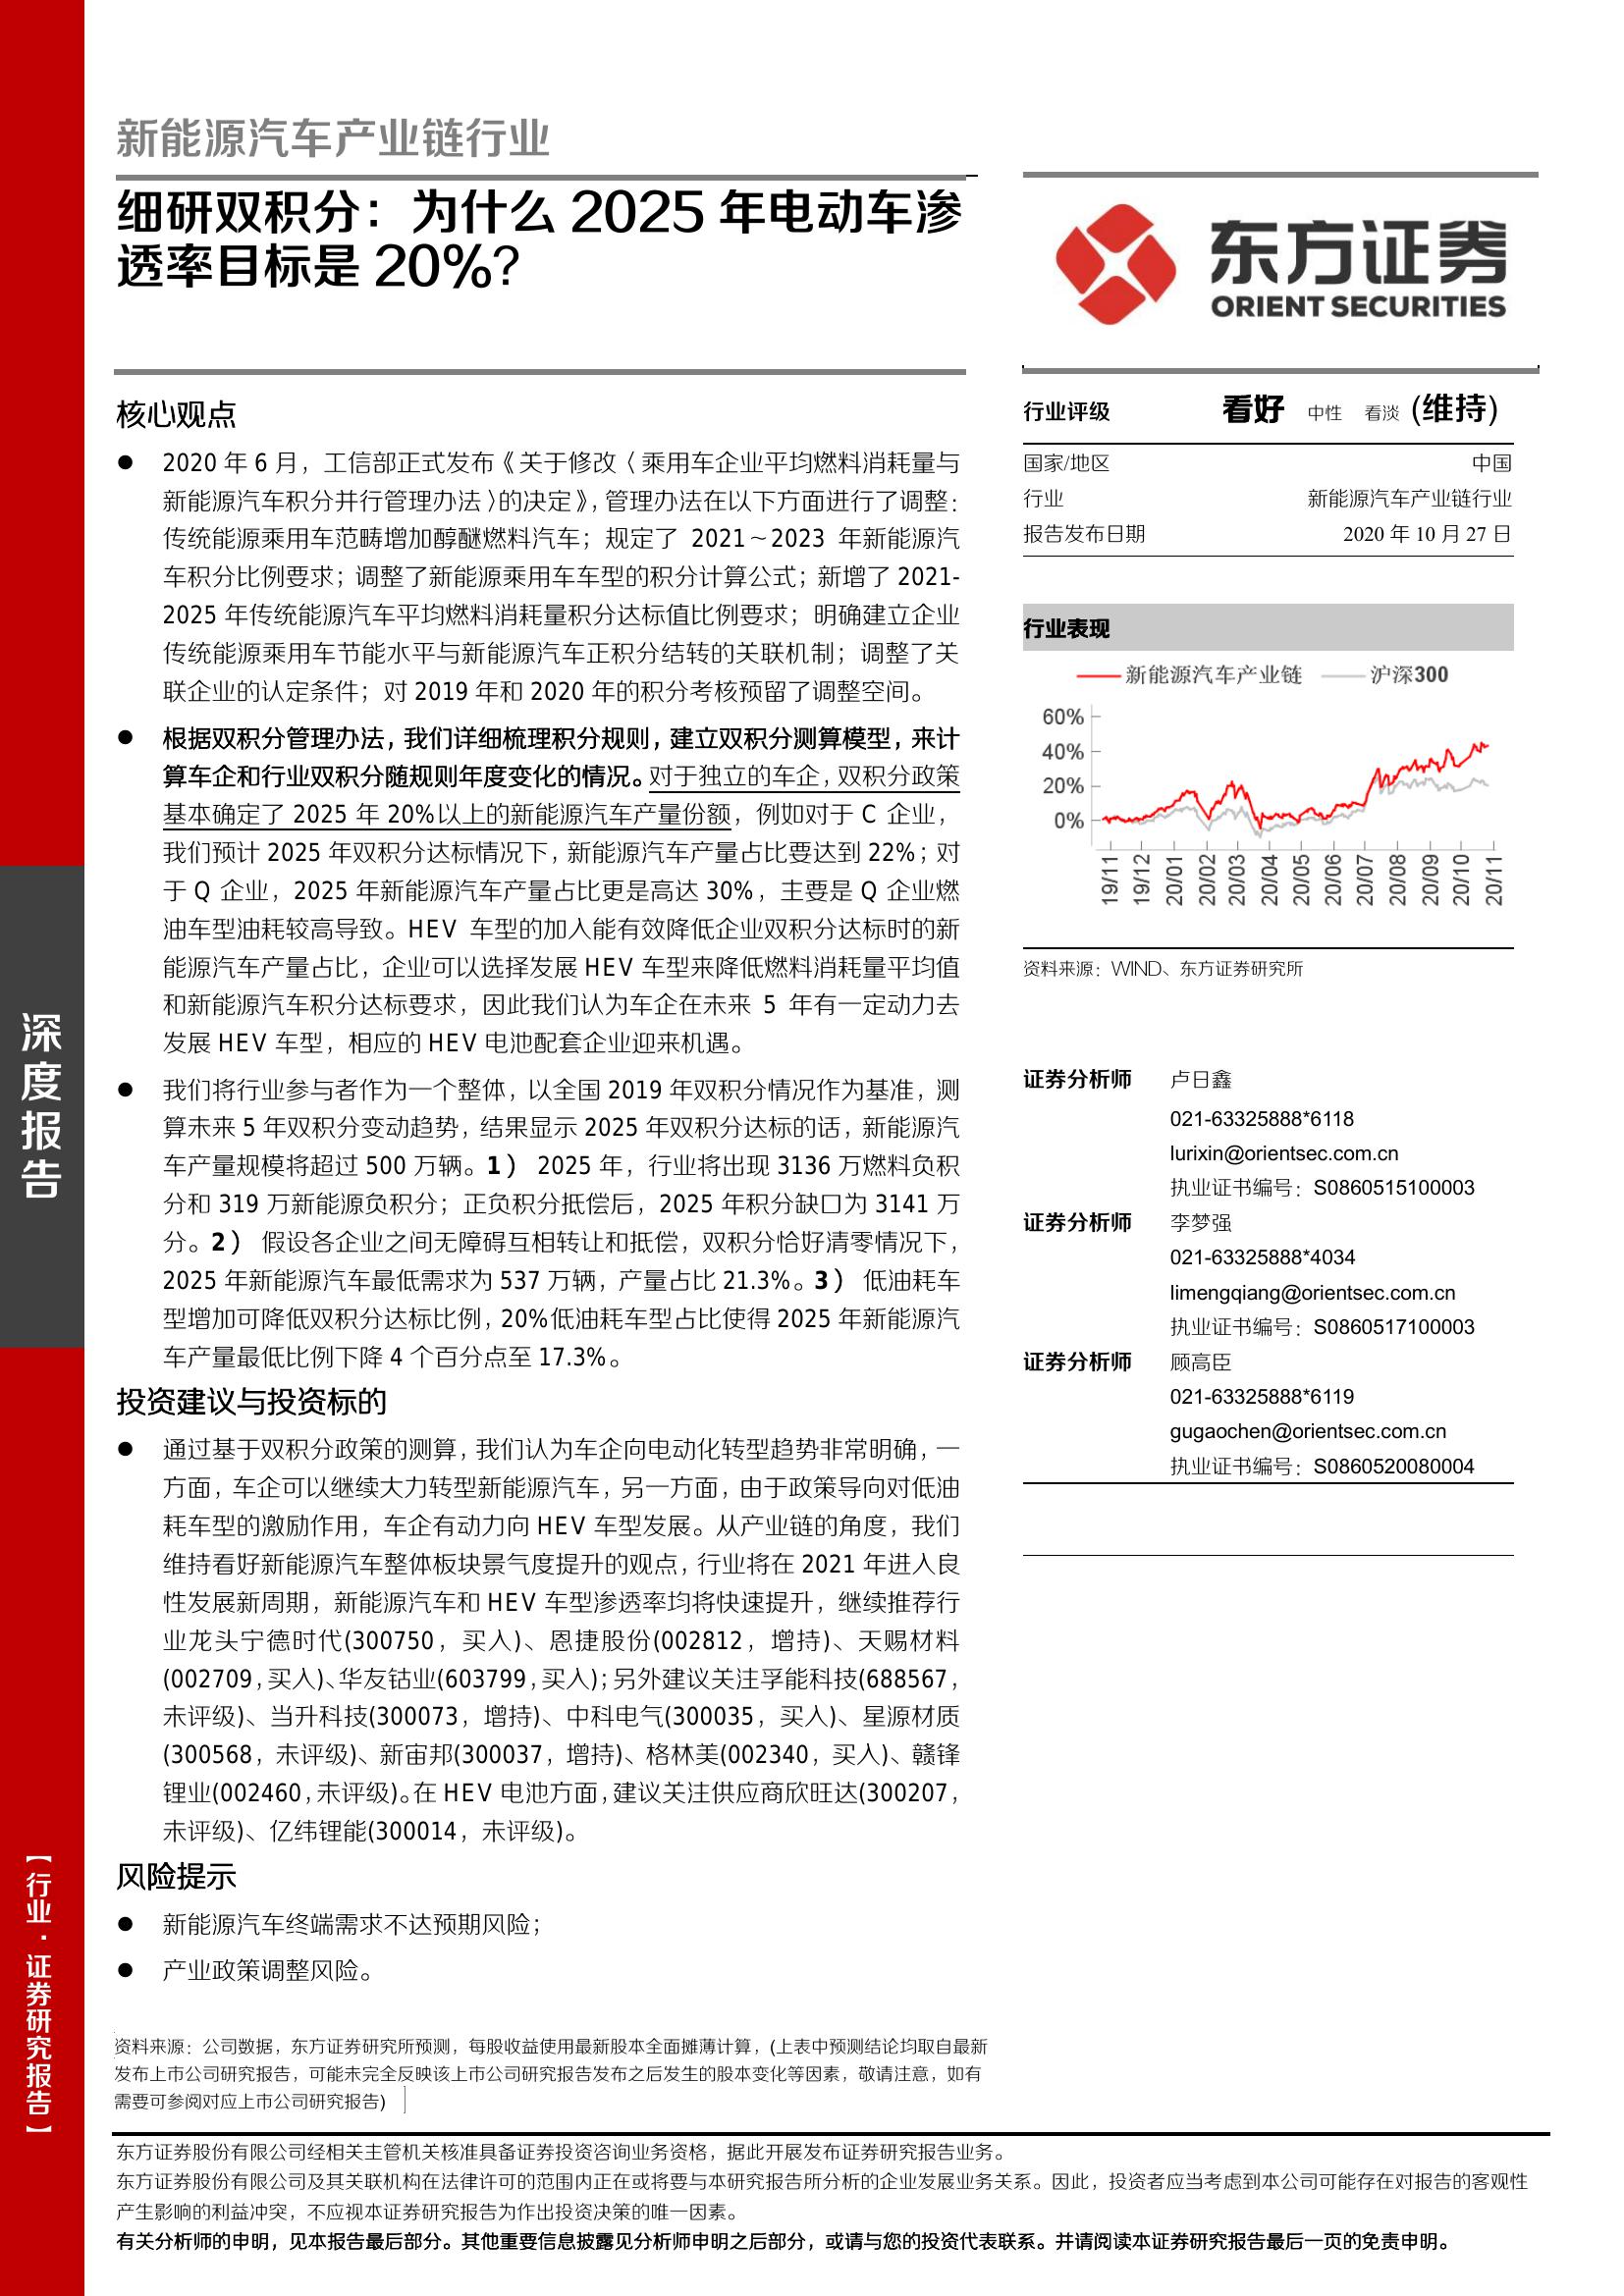 新能源汽车产业链行业
细研双积分：为什么 2025 年电动车渗
透率目标是 20%？
核心观点
● 2020 年 6 月，工信部正式发布《关于修改〈乘用车企业平均燃料消耗量与
新能源汽车积分并行管理办法〉的决定》，管理办法在以下方面进行了调整：
传统能源乘用车范畴增加醇醚燃料汽车；规定了 2021～2023 年新能源汽
车积分比例要求；调整了新能源乘用车车型的积分计算公式；新增了 2021-
2025 年传统能源汽车平均燃料消耗量积分达标值比例要求；明确建立企业
传统能源乘用车节能水平与新能源汽车正积分结转的关联机制；调整了关
联企业的认定条件；对 2019 年和 2020 年的积分考核预留了调整空间。
● 根据双积分管理办法，我们详细梳理积分规则，建立双积分测算模型，来计
算车企和行业双积分随规则年度变化的情况。对于独立的车企，双积分政策
基本确定了 2025 年 20%以上的新能源汽车产量份额，例如对于 C 企业，
我们预计 2025 年双积分达标情况下，新能源汽车产量占比要达到 22%；对
于 Q 企业，2025 年新能源汽车产量占比更是高达 30%，主要是 Q 企业燃
油车型油耗较高导致。HEV 车型的加入能有效降低企业双积分达标时的新
能源汽车产量占比，企业可以选择发展 HEV 车型来降低燃料消耗量平均值
和新能源汽车积分达标要求，因此我们认为车企在未来 5 年有一定动力去
发展 HEV 车型，相应的 HEV 电池配套企业迎来机遇。
● 我们将行业参与者作为一个整体，以全国 2019 年双积分情况作为基准，测
算未来 5 年双积分变动趋势，结果显示 2025 年双积分达标的话，新能源汽
车产量规模将超过 500 万辆。1） 2025 年，行业将出现 3136 万燃料负积
分和 319 万新能源负积分；正负积分抵偿后，2025 年积分缺口为 3141 万
分。2） 假设各企业之间无障碍互相转让和抵偿，双积分恰好清零情况下，
2025 年新能源汽车最低需求为 537 万辆，产量占比 21.3%。3） 低油耗车
型增加可降低双积分达标比例，20%低油耗车型占比使得 2025 年新能源汽
车产量最低比例下降 4 个百分点至 17.3%。
投资建议与投资标的
● 通过基于双积分政策的测算，我们认为车企向电动化转型趋势非常明确，一
方面，车企可以继续大力转型新能源汽车，另一方面，由于政策导向对低油
耗车型的激励作用，车企有动力向 HEV 车型发展。从产业链的角度，我们
维持看好新能源汽车整体板块景气度提升的观点，行业将在 2021 年进入良
性发展新周期，新能源汽车和 HEV 车型渗透率均将快速提升，继续推荐行
业龙头宁德时代(300750，买入)、恩捷股份(002812，增持)、天赐材料
(002709，买入)、华友钴业(603799，买入)；另外建议关注孚能科技(688567，
未评级)、当升科技(300073，增持)、中科电气(300035，买入)、星源材质
(300568，未评级)、新宙邦(300037，增持)、格林美(002340，买入)、赣锋
锂业(002460，未评级)。在 HEV 电池方面，建议关注供应商欣旺达(300207，
未评级)、亿纬锂能(300014，未评级)。
风险提示
● 新能源汽车终端需求不达预期风险；
● 产业政策调整风险。
资料来源：公司数据，东方证券研究所预测，每股收益使用最新股本全面摊薄计算，(上表中预测结论均取自最新
发布上市公司研究报告，可能未完全反映该上市公司研究报告发布之后发生的股本变化等因素，敬请注意，如有
需要可参阅对应上市公司研究报告)
东方证券
ORIENT SECURITIES
行业评级 看好 中性 看淡 (维持)
国家/地区 中国
行业 新能源汽车产业链行业
报告发布日期 2020 年 10 月 27 日
行业表现
新能源汽车产业链 沪深300
60%
40%
20%
0%
19/11 19/12 20/01 20/02 20/03 20/04 20/05 20/06 20/07 20/08 20/09 20/10 20/11
资料来源：WIND、东方证券研究所
证券分析师 卢日鑫
021-63325888*6118
lurixin@orientsec.com.cn
执业证书编号：S0860515100003
证券分析师 李梦强
021-63325888*4034
limengqiang@orientsec.com.cn
执业证书编号：S0860517100003
证券分析师 顾高臣
021-63325888*6119
gugaochen@orientsec.com.cn
执业证书编号：S0860520080004
深度报告
【行业·证券研究报告】
东方证券股份有限公司经相关主管机关核准具备证券投资咨询业务资格，据此开展发布证券研究报告业务。
东方证券股份有限公司及其关联机构在法律许可的范围内正在或将要与本研究报告所分析的企业发展业务关系。因此，投资者应当考虑到本公司可能存在对报告的客观性
产生影响的利益冲突，不应视本证券研究报告为作出投资决策的唯一因素。
有关分析师的申明，见本报告最后部分。其他重要信息披露见分析师申明之后部分，或请与您的投资代表联系。并请阅读本证券研究报告最后一页的免责申明。